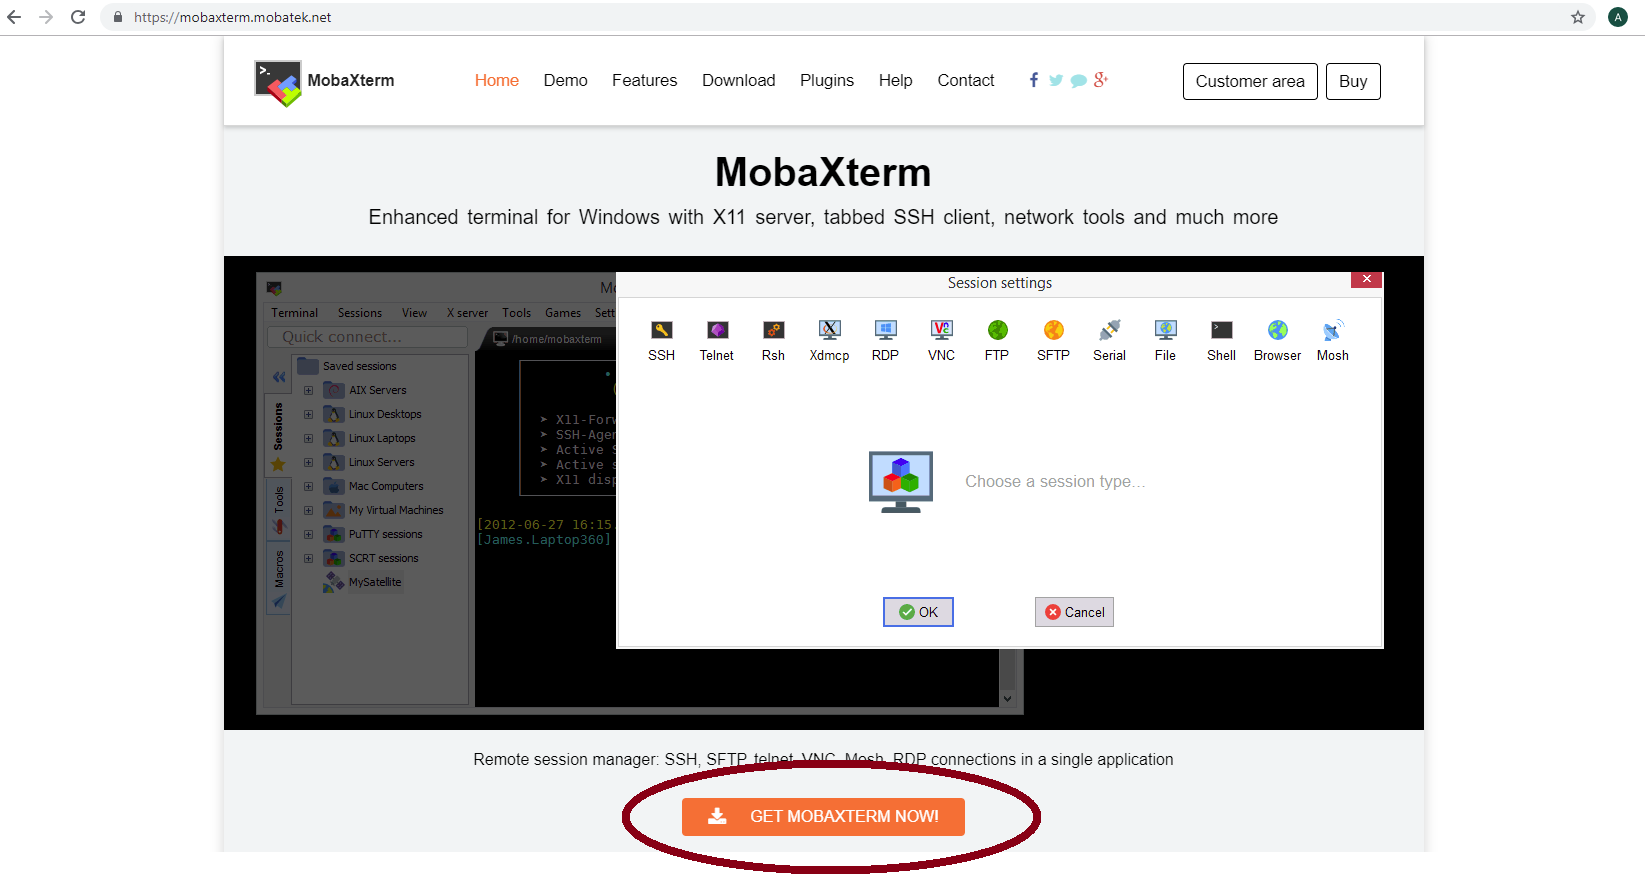 https://mobaxterm.mobatek.net
A
MobaXterm
Home Demo Features Download Plugins Help Contact
Customer area Buy
MobaXterm
Enhanced terminal for Windows with X11 server, tabbed SSH client, network tools and much more
Session settings
Terminal Sessions View X server Tools Games Sett
Quick connect...
/home/mobaxterm
Saved sessions
AIX Servers
Linux Desktops
Linux Laptops
Linux Servers
Mac Computers
My Virtual Machines
PuTTY sessions
SCRT sessions
MySatellite
Sessions
Tools
Macros
➤ X11-Forw
➤ SSH-Agen
➤ Active S
➤ Active s
➤ X11 disp
[2012-06-27 16:15.
[James.Laptop360]
SSH Telnet Rsh Xdmcp RDP VNC FTP SFTP Serial File Shell Browser Mosh
Choose a session type...
OK Cancel
Remote session manager: SSH, SFTP, telnet, VNC, Mosh, RDP connections in a single application
GET MOBAXTERM NOW!